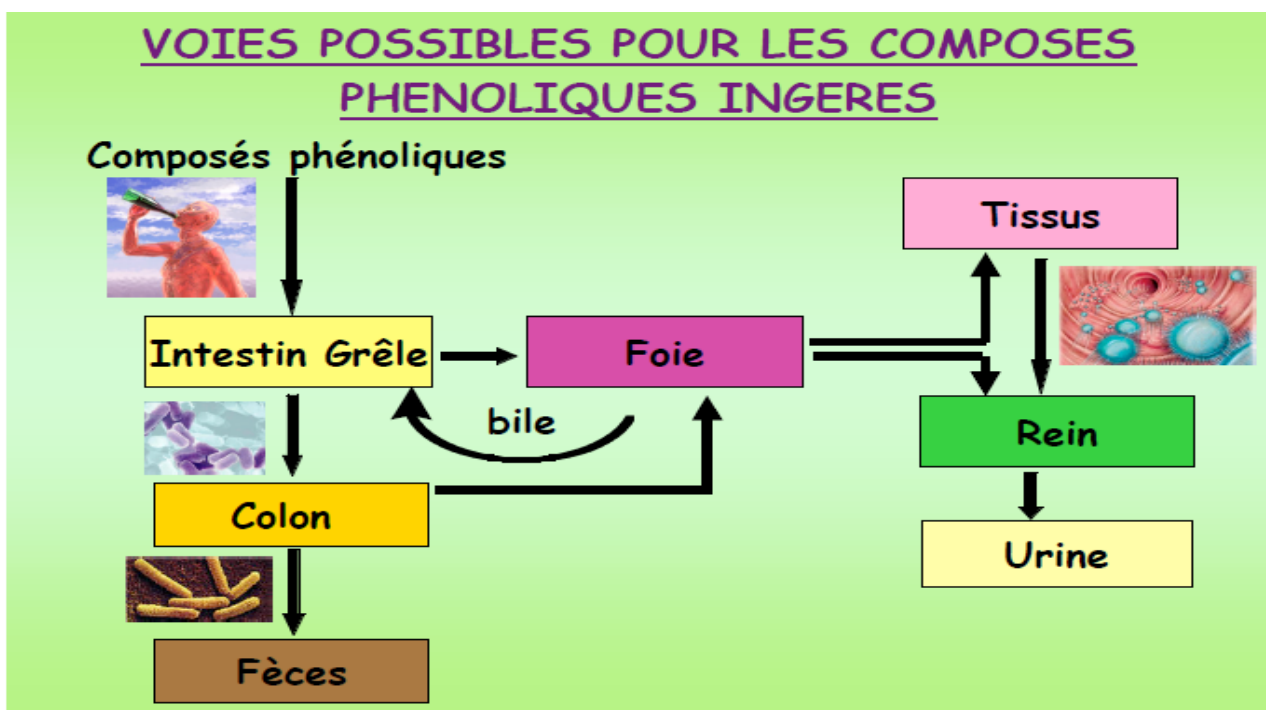 VOIES POSSIBLES POUR LES COMPOSES
PHENOLIQUES INGERES
Composés phénoliques
Tissus
Intestin Grêle
Foie
bile
Rein
Colon
Urine
Fèces